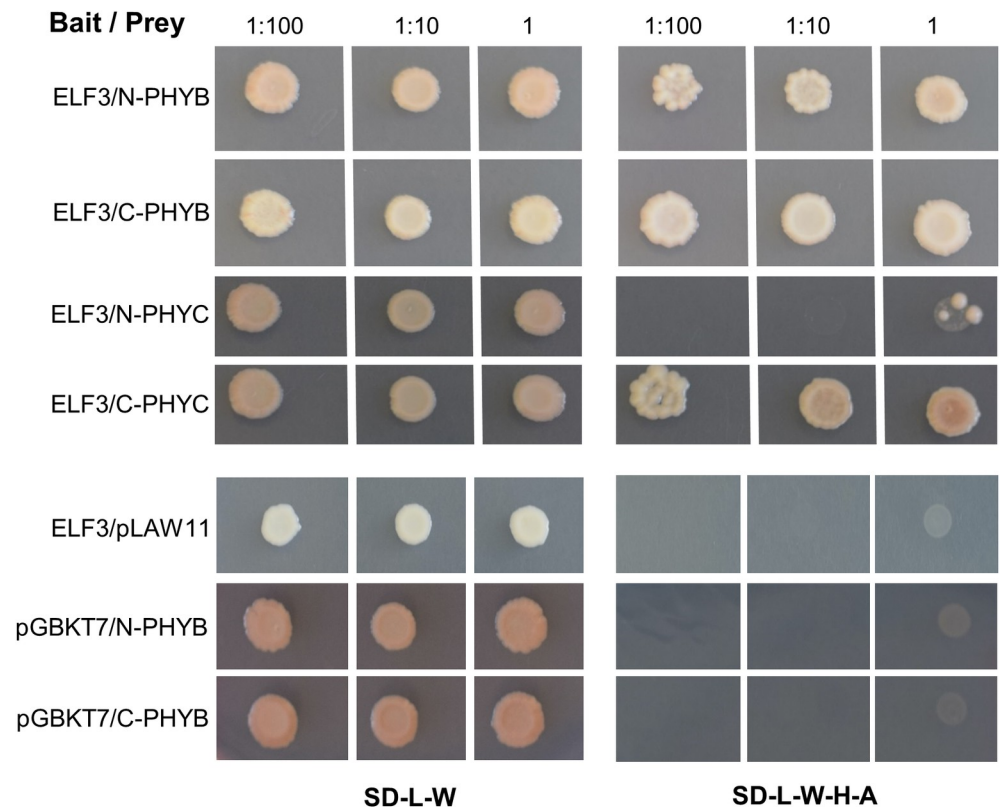 Bait / Prey 1:100 1:10 1 1:100 1:10 1
ELF3/N-PHYB
ELF3/C-PHYB
ELF3/N-PHYC
ELF3/C-PHYC
ELF3/pLAW11
pGBKT7/N-PHYB
pGBKT7/C-PHYB
SD-L-W SD-L-W-H-A